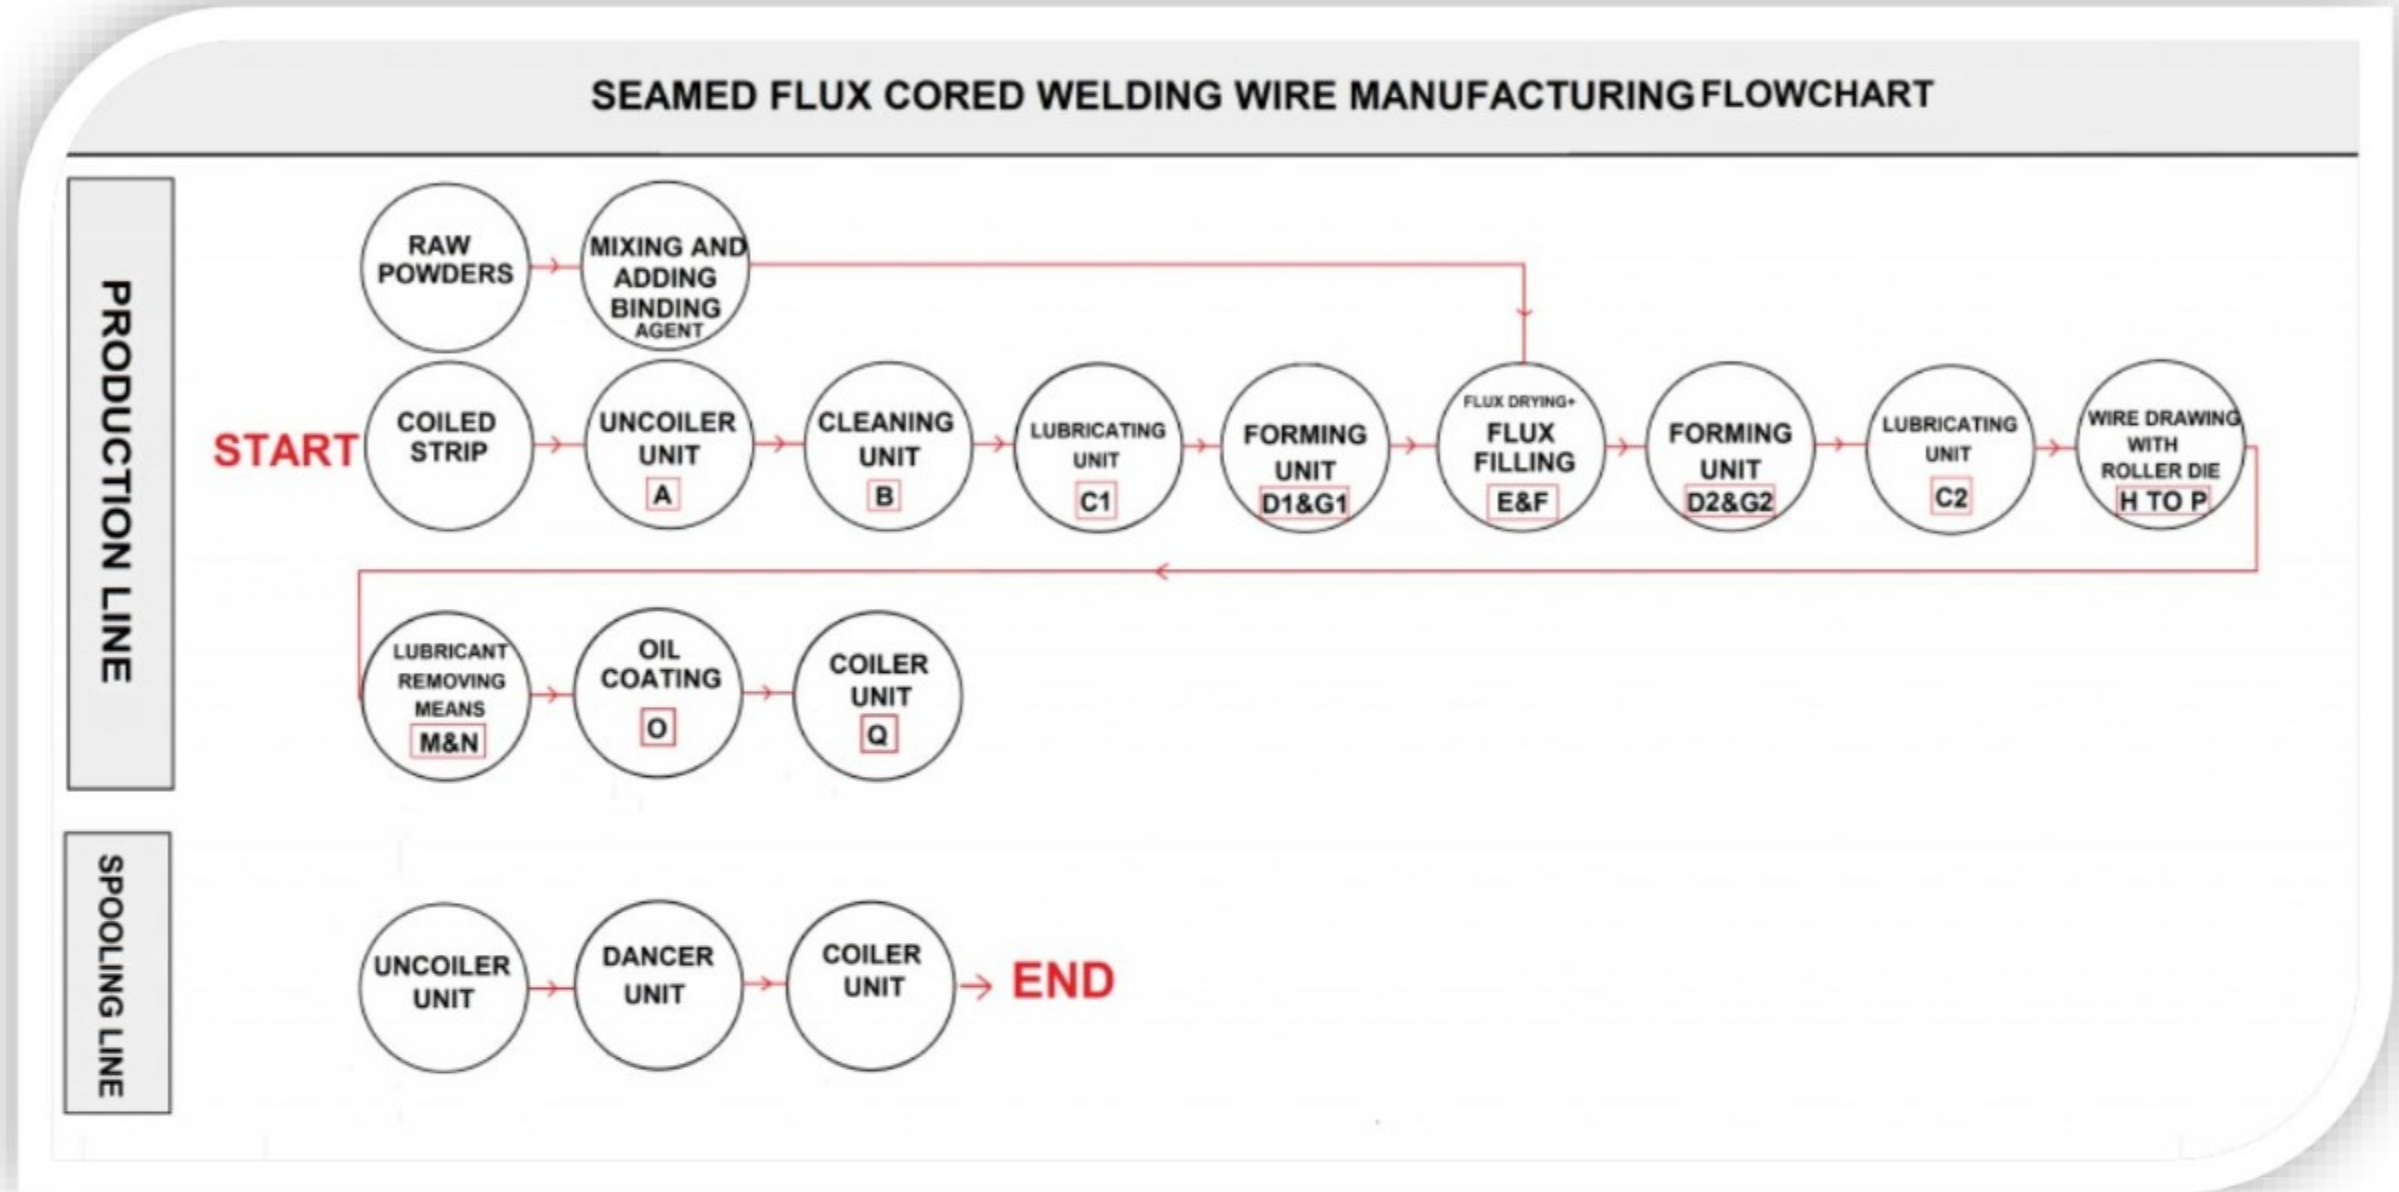 SEAMED FLUX CORED WELDING WIRE MANUFACTURING FLOWCHART
PRODUCTION LINE
RAW
POWDERS
MIXING AND
ADDING
BINDING
AGENT
START
COILED
STRIP
UNCOILER
UNIT
A
CLEANING
UNIT
B
LUBRICATING
UNIT
C1
FORMING
UNIT
D1&G1
FLUX DRYING+
FLUX
FILLING
E&F
FORMING
UNIT
D2&G2
LUBRICATING
UNIT
C2
WIRE DRAWING
WITH
ROLLER DIE
H TO P
LUBRICANT
REMOVING
MEANS
M&N
OIL
COATING
O
COILER
UNIT
Q
SPOOLING LINE
UNCOILER
UNIT
DANCER
UNIT
COILER
UNIT
END